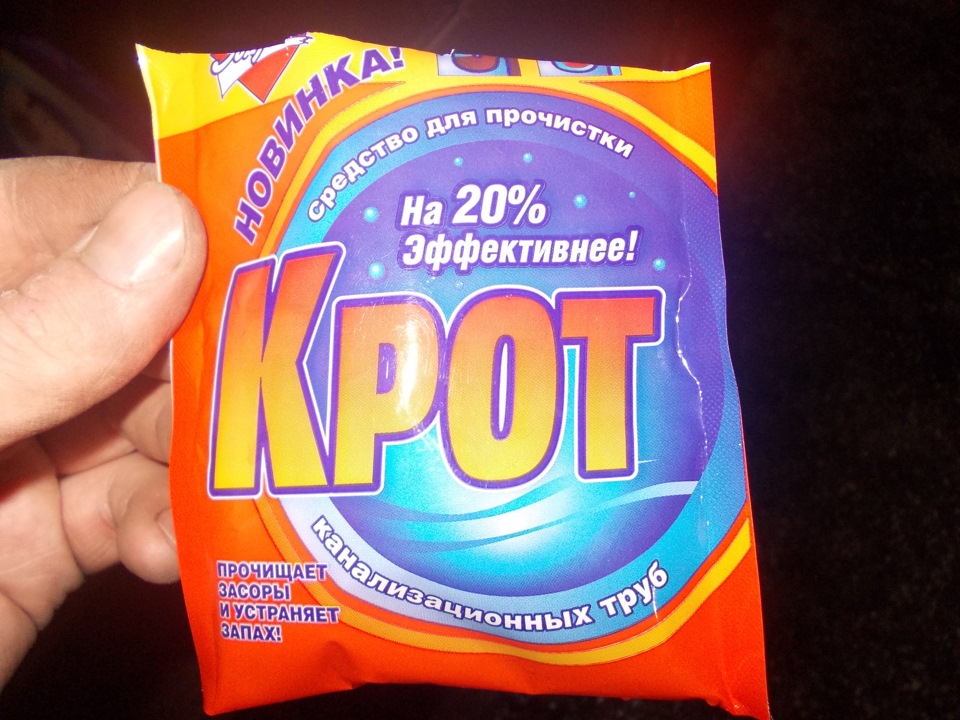 НОВИНКА!
средство для прочистки
На 20%
Эффективнее!
Крот
канализационных труб
ПРОЧИЩАЕТ
ЗАСОРЫ
И УСТРАНЯЕТ
ЗАПАХ!